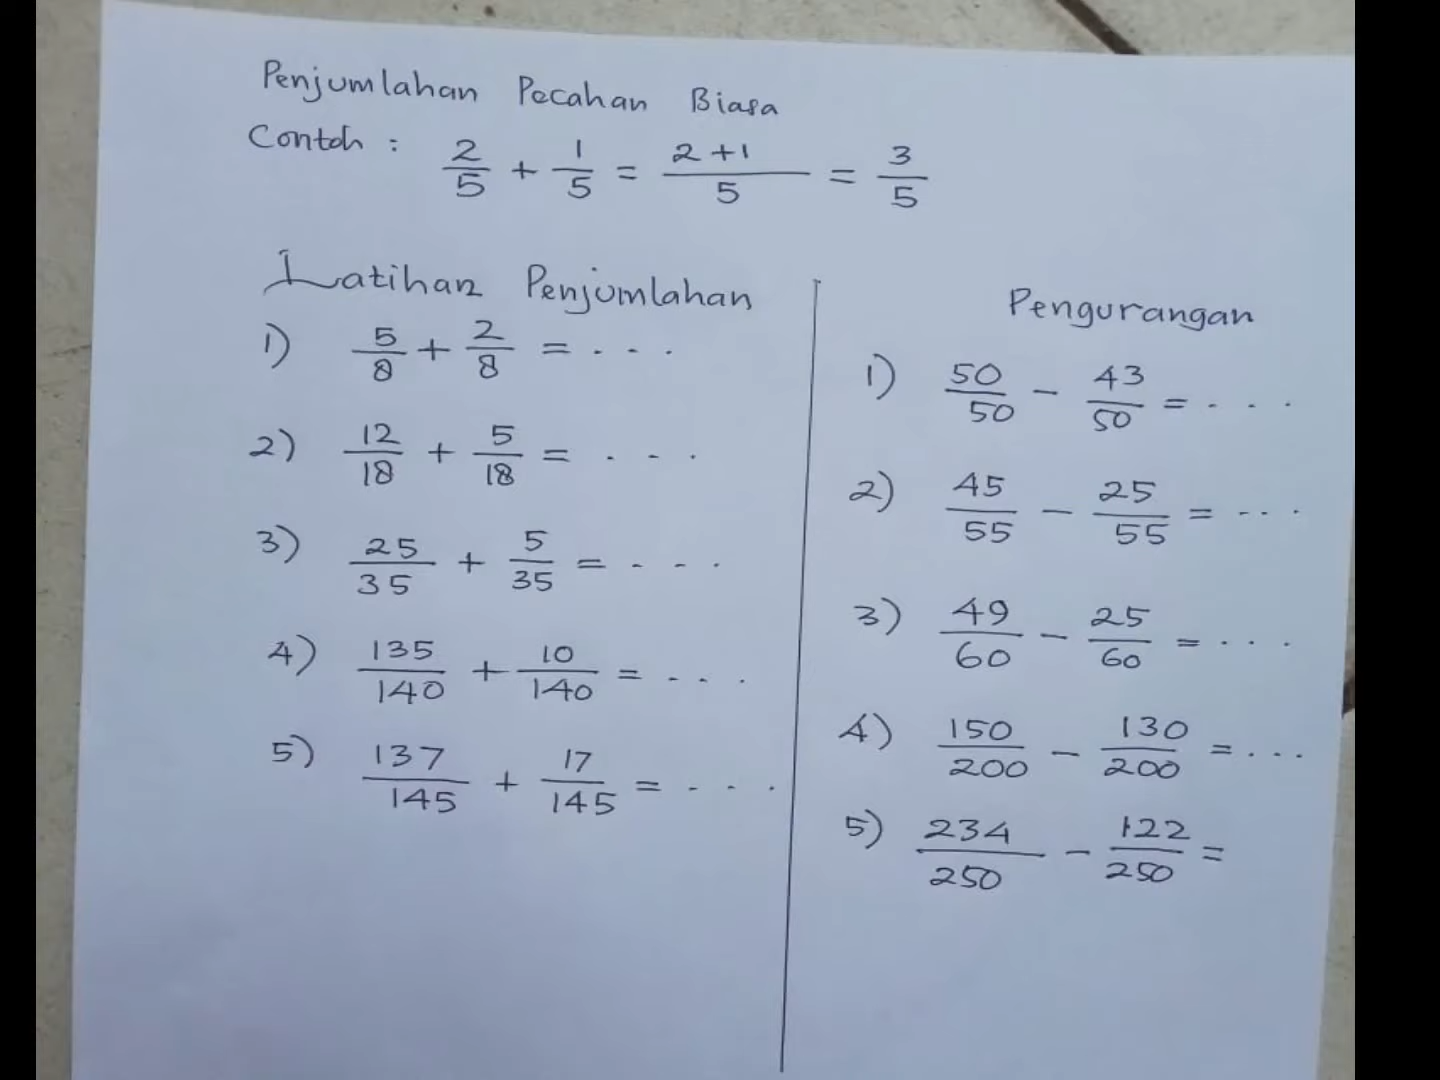 Penjumlahan Pecahan Biasa
Contoh : 2/5 + 1/5 = 2+1/5 = 3/5
Latihan Penjumlahan
1) 5/8 + 2/8 = . . .
2) 12/18 + 5/18 = . . .
3) 25/35 + 5/35 = . . .
4) 135/140 + 10/140 = . . .
5) 137/145 + 17/145 = . . .
Pengurangan
1) 50/50 - 43/50 = . . .
2) 45/55 - 25/55 = . . .
3) 49/60 - 25/60 = . . .
4) 150/200 - 130/200 = . . .
5) 234/250 - 122/250 =